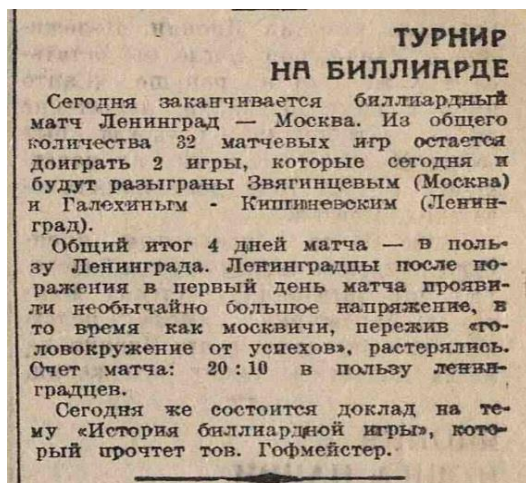 ТУРНИР
НА БИЛЛИАРДЕ
Сегодня заканчивается биллиардный
матч Ленинград — Москва. Из общего
количества 32 матчевых игр остается
доиграть 2 игры, которые сегодня и
будут разыграны Звягинцевым (Москва)
и Галехиным - Кишиневским (Ленин-
град).
Общий итог 4 дней матча — в поль-
зу Ленинграда. Ленинградцы после по-
ражения в первый день матча прояви-
ли необычайно большое напряжение, в
то время как москвичи, пережив «го-
ловокружение от успехов», растерялись.
Счет матча: 20 : 10 в пользу ленин-
градцев.
Сегодня же состоится доклад на те-
му «История биллиардной игры», кото-
рый прочтет тов. Гофмейстер.